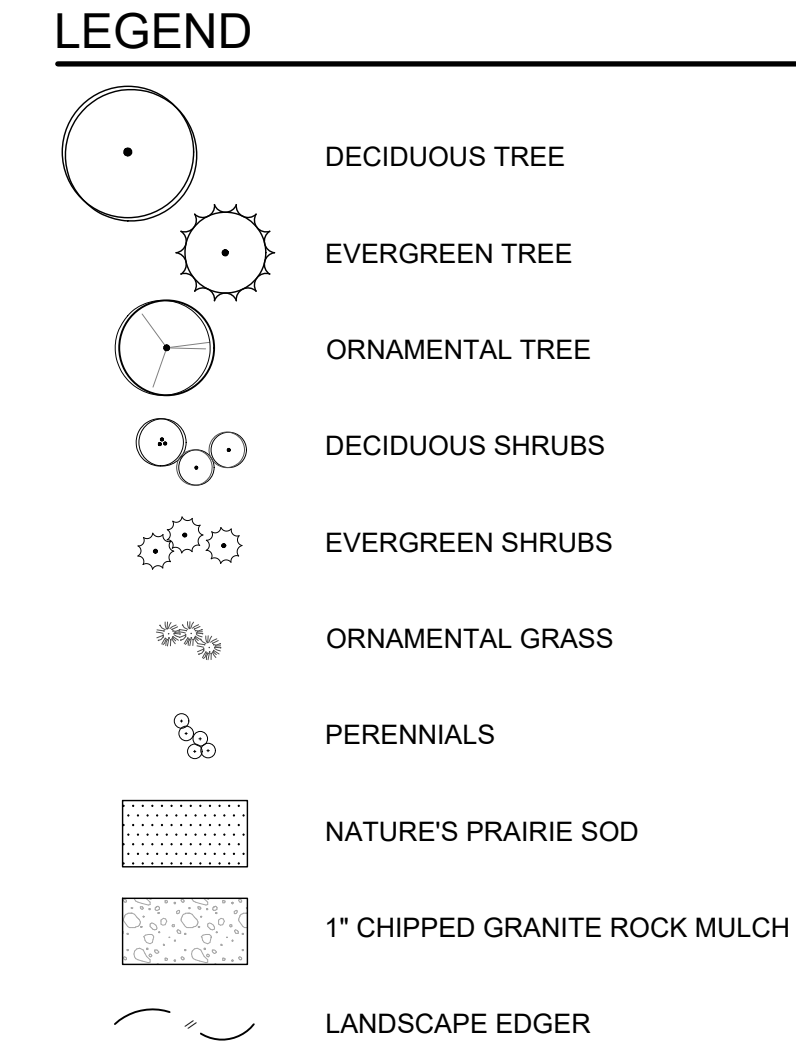 LEGEND
DECIDUOUS TREE
EVERGREEN TREE
ORNAMENTAL TREE
DECIDUOUS SHRUBS
EVERGREEN SHRUBS
ORNAMENTAL GRASS
PERENNIALS
NATURE'S PRAIRIE SOD
1" CHIPPED GRANITE ROCK MULCH
LANDSCAPE EDGER